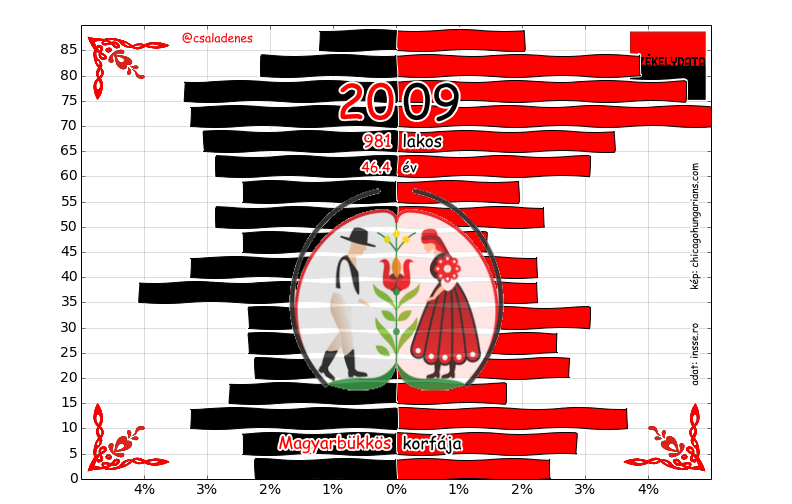 @csaladenes
85
80
75
70
65
60
55
50
45
40
35
30
25
20
15
10
5
0
2009
981 lakos
46.4 év
kép: chicagohungarians.com
adat: insse.ro
Magyarbükkös korfája
4% 3% 2% 1% 0% 1% 2% 3% 4%